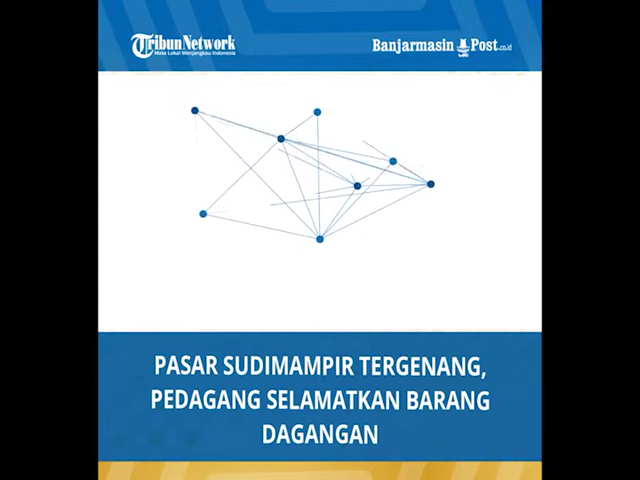 TribunNetwork
Mata Lokal Menjangkau Indonesia
Banjarmasin Post.co.id
PASAR SUDIMAMPIR TERGENANG,
PEDAGANG SELAMATKAN BARANG
DAGANGAN